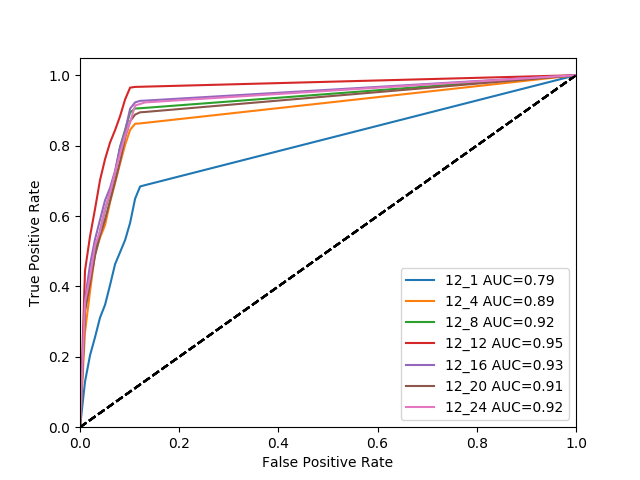 1.0
0.8
0.6
0.4
0.2
0.0
True Positive Rate
12_1 AUC=0.79
12_4 AUC=0.89
12_8 AUC=0.92
12_12 AUC=0.95
12_16 AUC=0.93
12_20 AUC=0.91
12_24 AUC=0.92
0.0 0.2 0.4 0.6 0.8 1.0
False Positive Rate